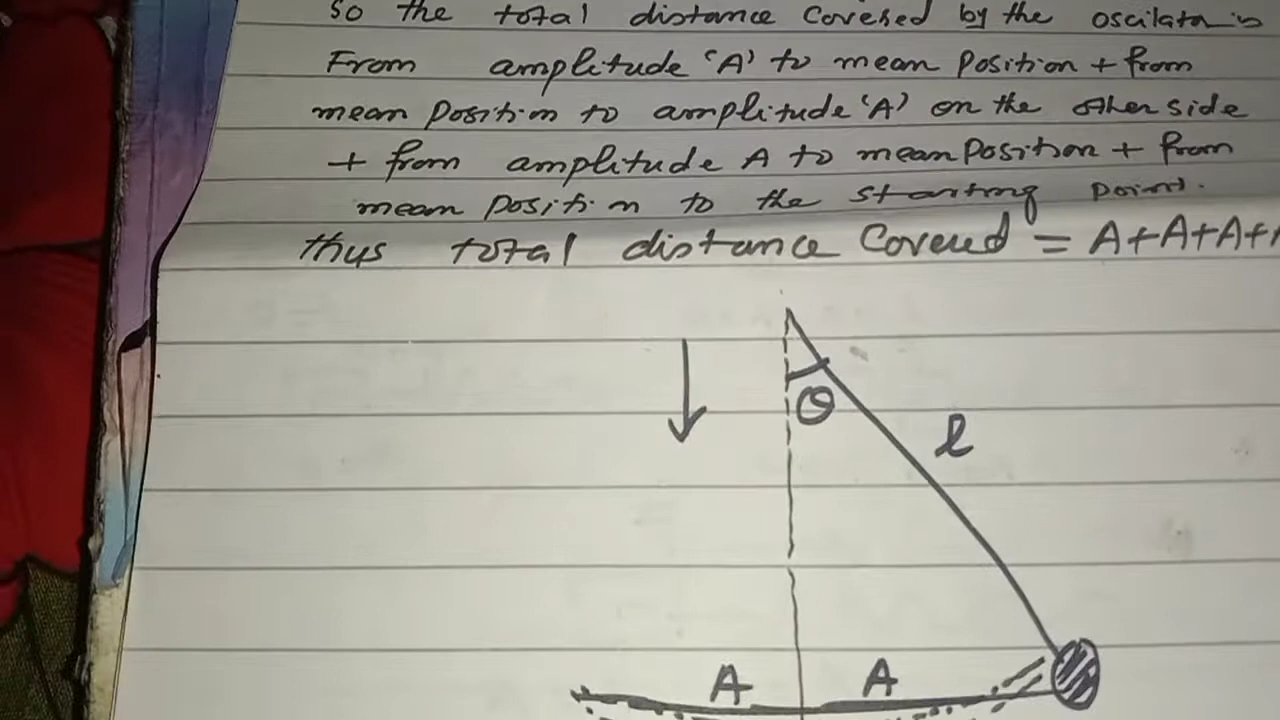 so the total distance covered by the oscilator is
From amplitude 'A' to mean position + from
mean position to amplitude 'A' on the other side
+ from amplitude A to mean position + from
mean position to the starting point.
thus total distance Covered = A+A+A+
θ
l
A A